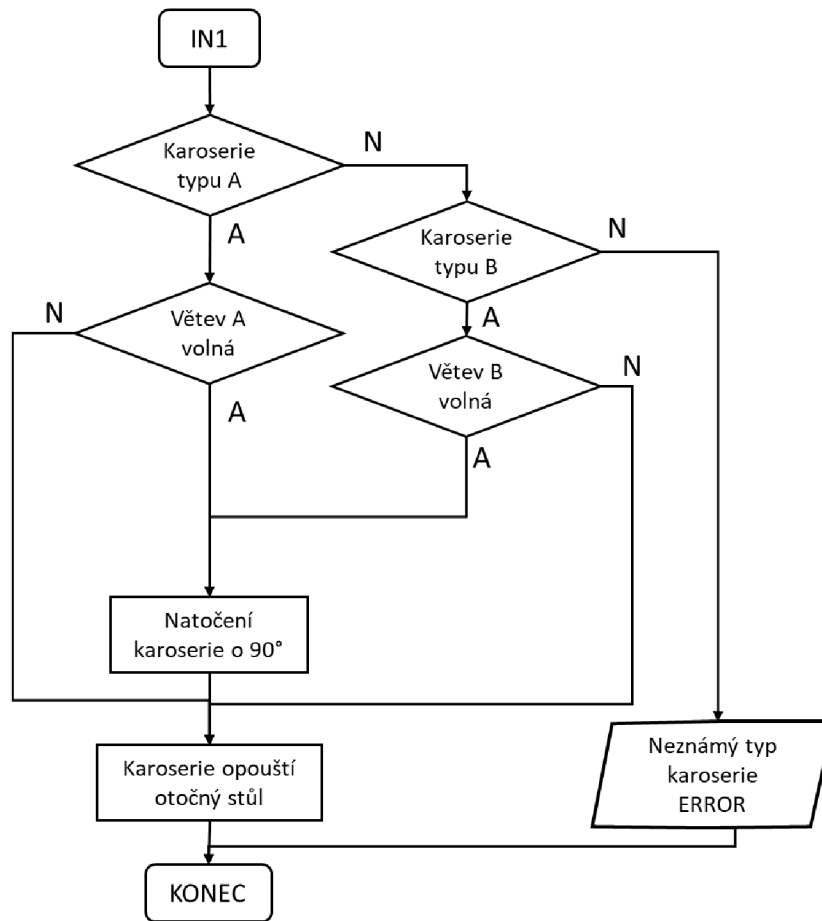 IN1
Karoserie
typu A
N
A
Karoserie
typu B
N
A
N
Větev A
volná
A
Větev B
volná
N
A
Natočení
karoserie o 90°
Karoserie opouští
otočný stůl
Neznámý typ
karoserie
ERROR
KONEC